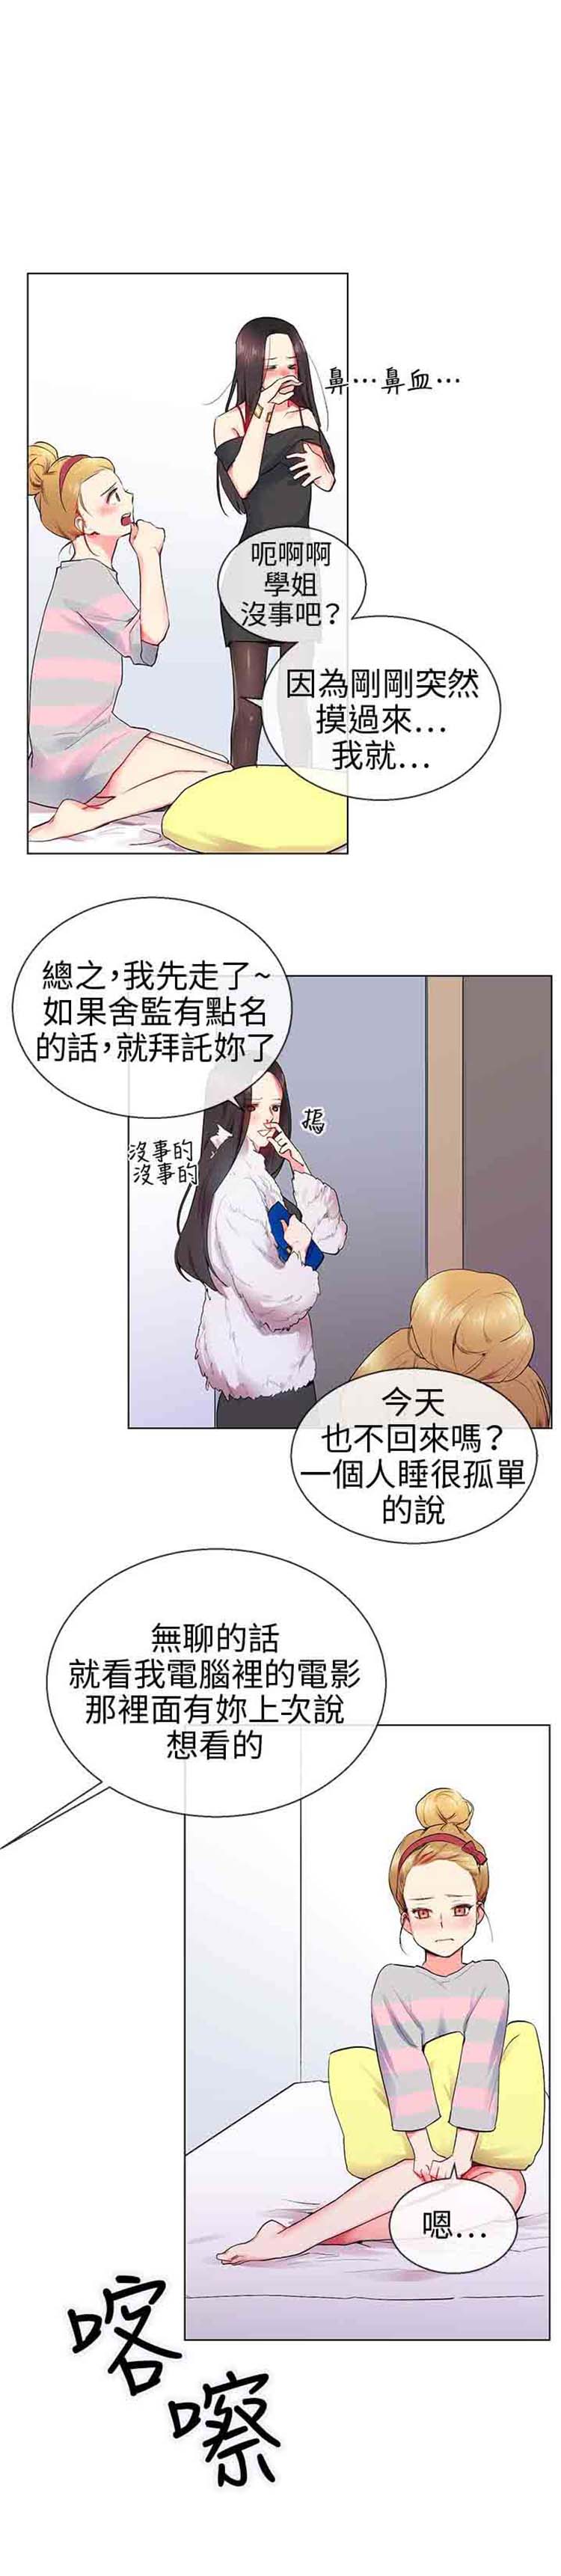 鼻…鼻血…
呃啊啊
學姐
沒事吧？
因為剛剛突然
摸過來...
我就...
總之，我先走了~
如果舍監有點名
的話，就拜託妳了
摀
沒事的
沒事的
今天
也不回來嗎？
一個人睡很孤單
的說
無聊的話
就看我電腦裡的電影
那裡面有妳上次說
想看的
嗯...
喀
嚓